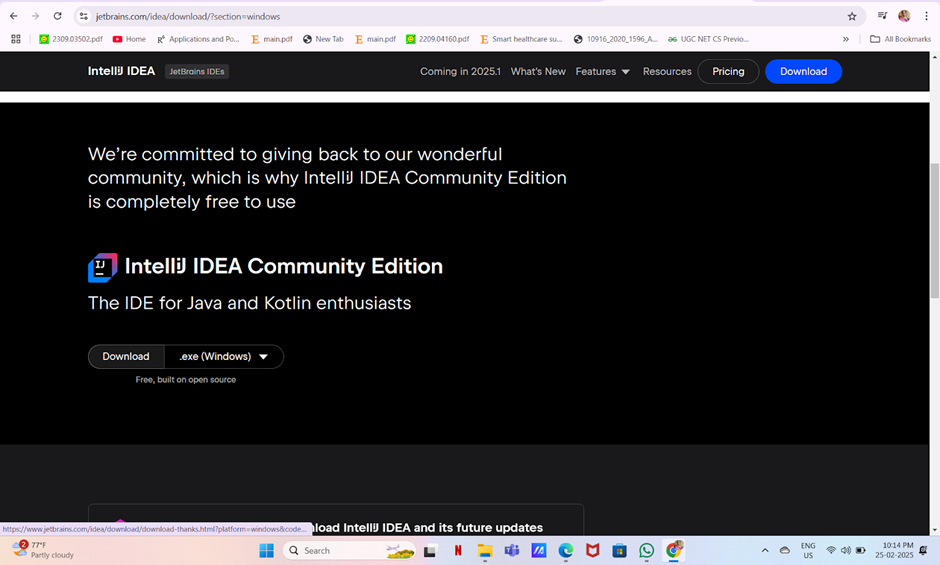 jetbrains.com/idea/download/?section=windows
2309.03502.pdf
Home
Applications and Po...
main.pdf
New Tab
main.pdf
2209.04160.pdf
Smart healthcare su...
10916_2020_1596_A...
UGC NET CS Previo...
»
All Bookmarks
IntelliJ IDEA
JetBrains IDEs
Coming in 2025.1
What's New
Features
Resources
Pricing
Download
We're committed to giving back to our wonderful
community, which is why IntelliJ IDEA Community Edition
is completely free to use
IJ
IntelliJ IDEA Community Edition
The IDE for Java and Kotlin enthusiasts
Download
.exe (Windows)
Free, built on open source
nload IntelliJ IDEA and its future updates
https://www.jetbrains.com/idea/download/download-thanks.html?platform=windows&code...
2
77°F
Partly cloudy
Search
ENG
US
10:14 PM
25-02-2025